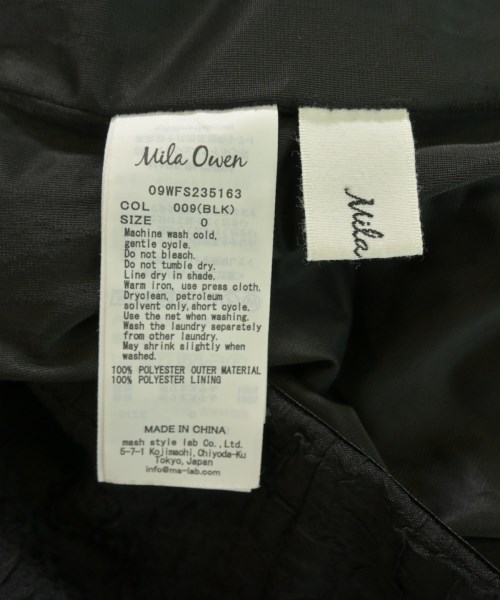 Mila Owen
09WFS235163
COL 009(BLK)
SIZE 0
Machine wash cold,
gentle cycle.
Do not bleach.
Do not tumble dry.
Line dry in shade.
Warm iron, use press cloth.
Dryclean, petroleum
solvent only,short cycle.
Use the net when washing.
Wash the laundry separately
from other laundry.
May shrink slightly when
washed.
100% POLYESTER OUTER MATERIAL
100% POLYESTER LINING
MADE IN CHINA
mash style lab Co.,Ltd.
5-7-1 Kojimachi,Chiyoda-Ku
Tokyo,Japan
info@ma-lab.com
Mila